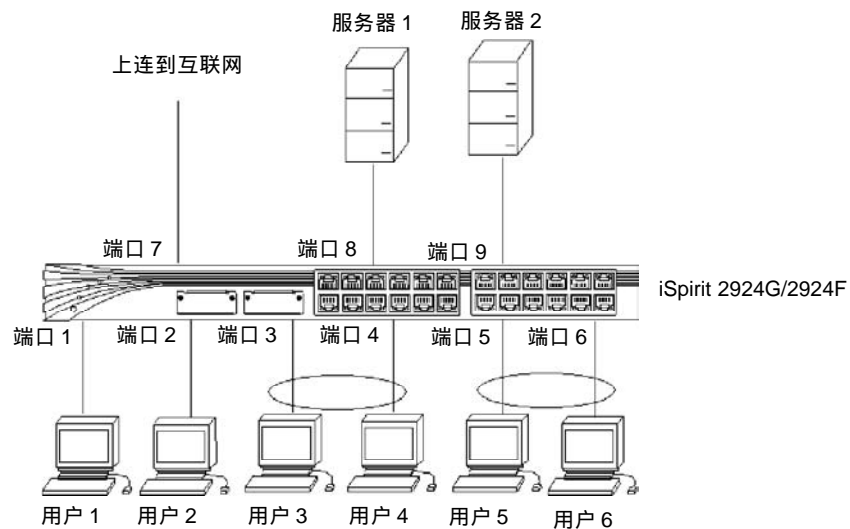 服务器 1
服务器 2
上连到互联网
端口 7
端口 8
端口 9
iSpirit 2924G/2924F
端口 1
端口 2
端口 3
端口 4
端口 5
端口 6
用户 1
用户 2
用户 3
用户 4
用户 5
用户 6